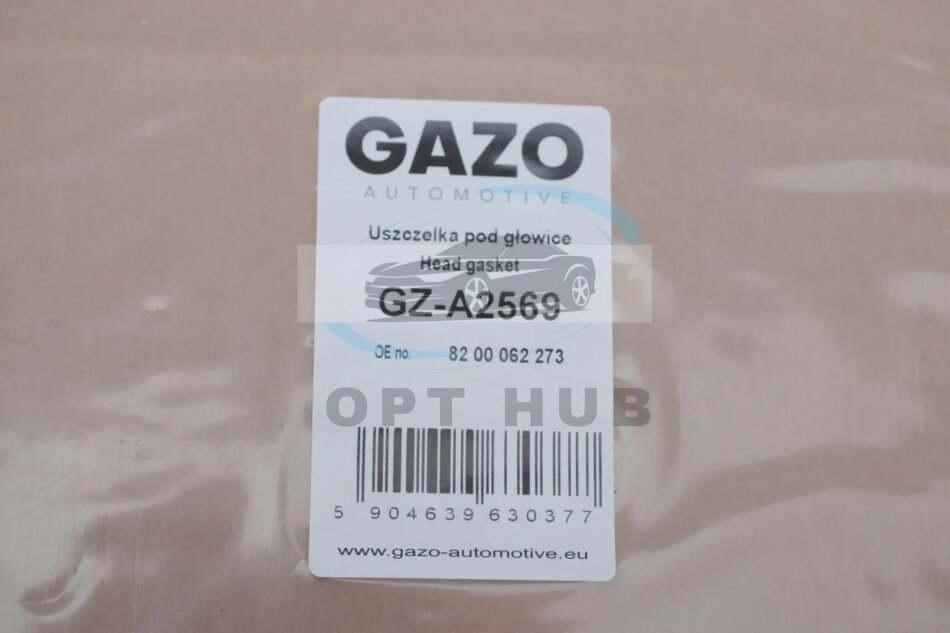 GAZO
AUTOMOTIVE
Uszczelka pod głowice
Head gasket
GZ-A2569
OE no. 82 00 062 273
OPT HUB
5 904639 630377
www.gazo-automotive.eu